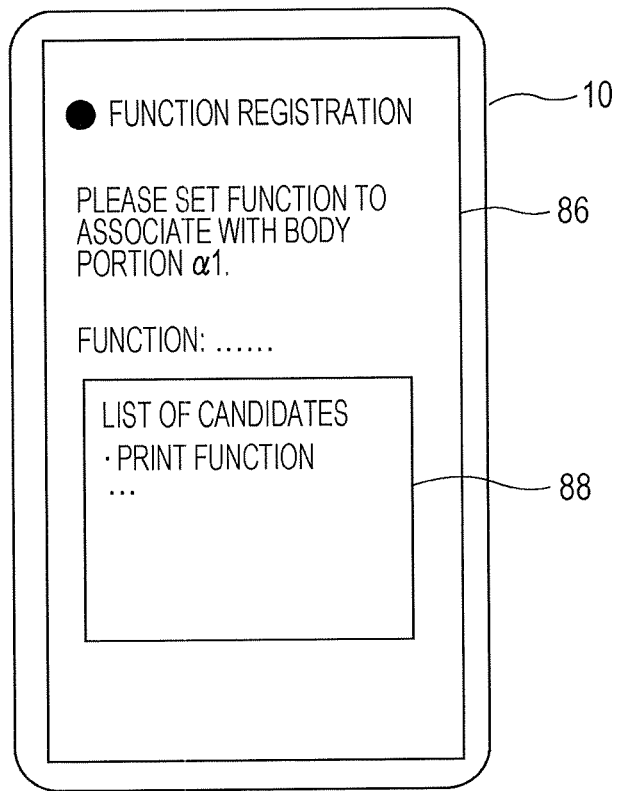 ● FUNCTION REGISTRATION
10
PLEASE SET FUNCTION TO
ASSOCIATE WITH BODY
PORTION α1.
86
FUNCTION: ......
LIST OF CANDIDATES
· PRINT FUNCTION
...
88